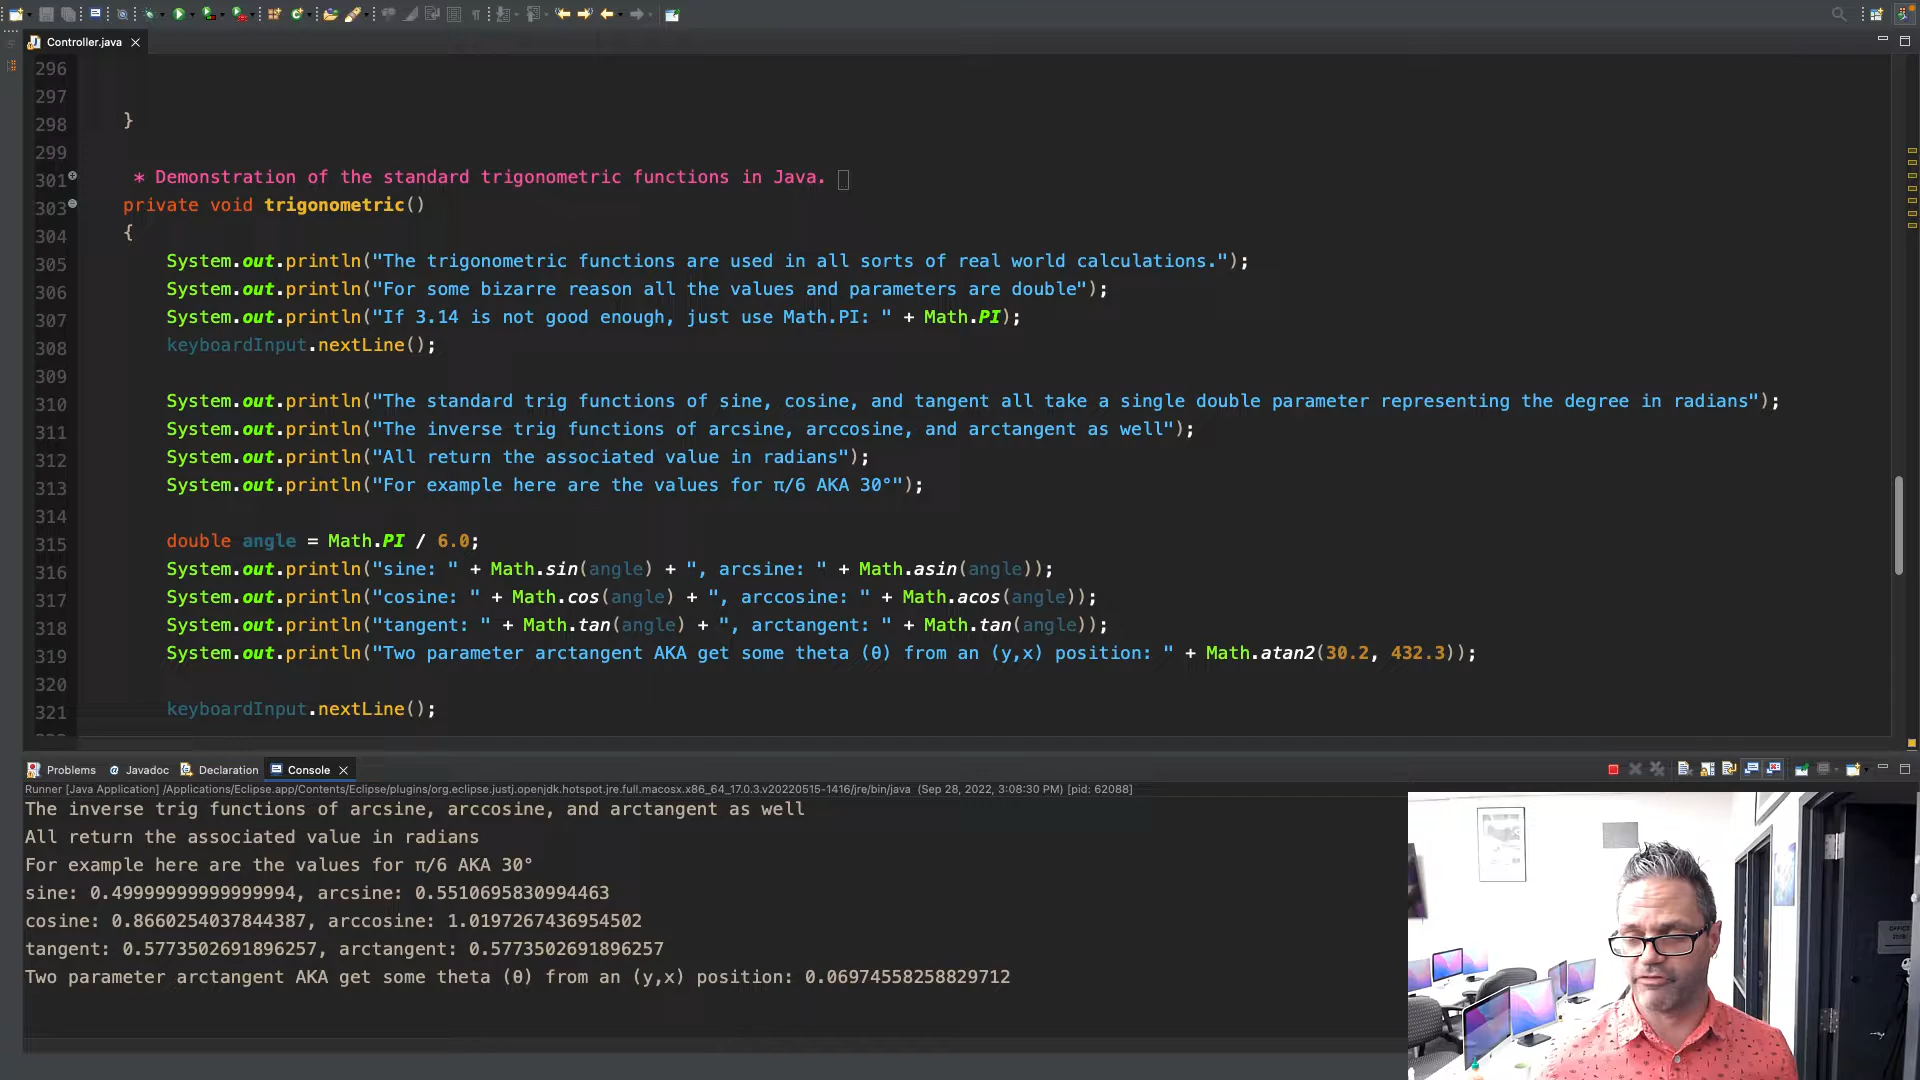 Controller.java
296
297
298 }
299
301 * Demonstration of the standard trigonometric functions in Java.
303 private void trigonometric()
304 {
305 System.out.println("The trigonometric functions are used in all sorts of real world calculations.");
306 System.out.println("For some bizarre reason all the values and parameters are double");
307 System.out.println("If 3.14 is not good enough, just use Math.PI: " + Math.PI);
308 keyboardInput.nextLine();
309
310 System.out.println("The standard trig functions of sine, cosine, and tangent all take a single double parameter representing the degree in radians");
311 System.out.println("The inverse trig functions of arcsine, arccosine, and arctangent as well");
312 System.out.println("All return the associated value in radians");
313 System.out.println("For example here are the values for π/6 AKA 30°");
314
315 double angle = Math.PI / 6.0;
316 System.out.println("sine: " + Math.sin(angle) + ", arcsine: " + Math.asin(angle));
317 System.out.println("cosine: " + Math.cos(angle) + ", arccosine: " + Math.acos(angle));
318 System.out.println("tangent: " + Math.tan(angle) + ", arctangent: " + Math.tan(angle));
319 System.out.println("Two parameter arctangent AKA get some theta (θ) from an (y,x) position: " + Math.atan2(30.2, 432.3));
320
321 keyboardInput.nextLine();
Problems @ Javadoc Declaration Console
Runner [Java Application] /Applications/Eclipse.app/Contents/Eclipse/plugins/org.eclipse.justj.openjdk.hotspot.jre.full.macosx.x86_64_17.0.3.v20220515-1416/jre/bin/java (Sep 28, 2022, 3:08:30 PM) [pid: 62088]
The inverse trig functions of arcsine, arccosine, and arctangent as well
All return the associated value in radians
For example here are the values for π/6 AKA 30°
sine: 0.49999999999999994, arcsine: 0.5510695830994463
cosine: 0.8660254037844387, arccosine: 1.0197267436954502
tangent: 0.5773502691896257, arctangent: 0.5773502691896257
Two parameter arctangent AKA get some theta (θ) from an (y,x) position: 0.06974558258829712